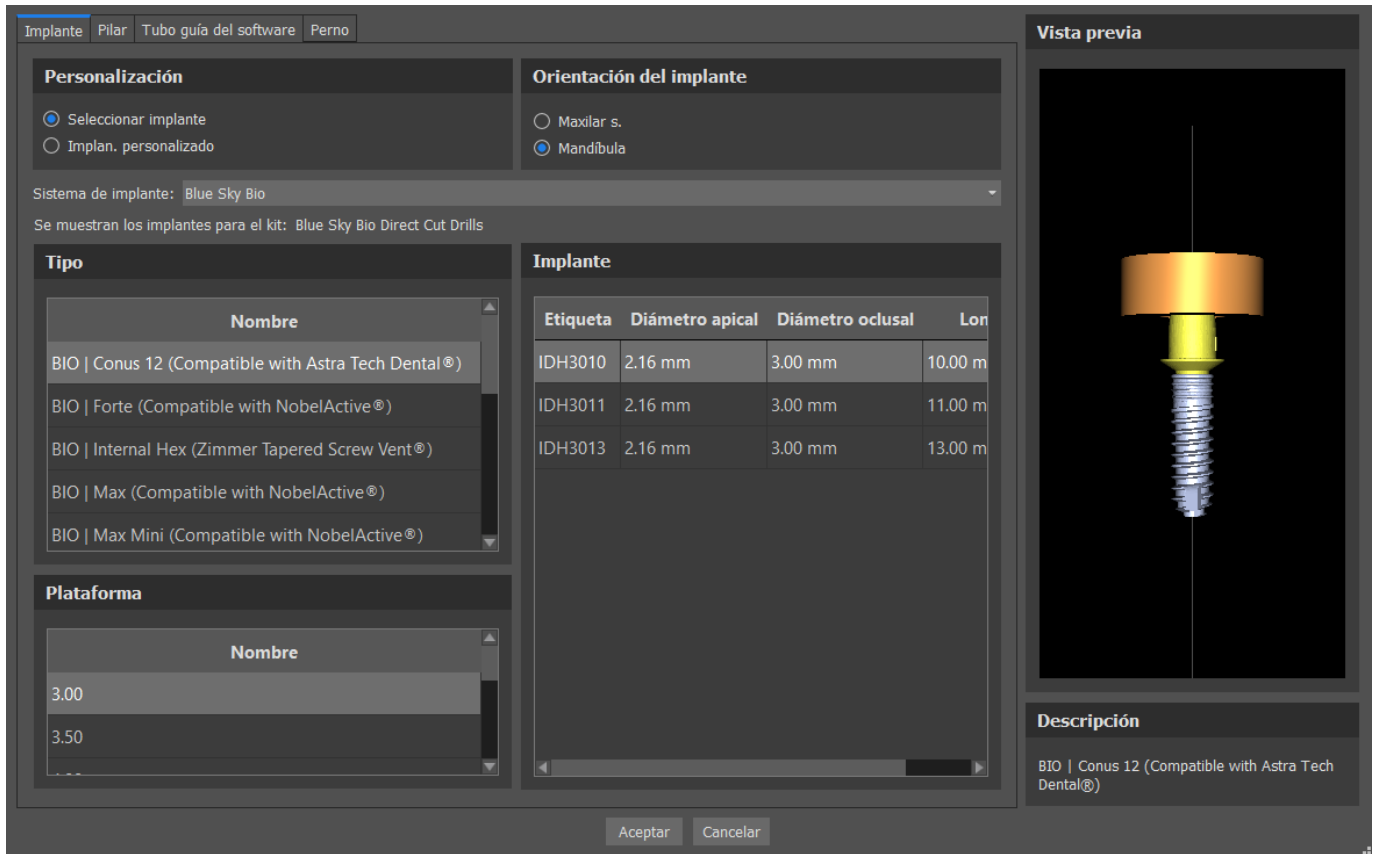 Implante Pilar Tubo guía del software Perno
Personalización
Seleccionar implante
Implan. personalizado
Orientación del implante
Maxilar s.
Mandíbula
Sistema de implante: Blue Sky Bio
Se muestran los implantes para el kit: Blue Sky Bio Direct Cut Drills
Tipo
Nombre
BIO | Conus 12 (Compatible with Astra Tech Dental®)
BIO | Forte (Compatible with NobelActive®)
BIO | Internal Hex (Zimmer Tapered Screw Vent®)
BIO | Max (Compatible with NobelActive®)
BIO | Max Mini (Compatible with NobelActive®)
Plataforma
Nombre
3.00
3.50
Implante
Etiqueta Diámetro apical Diámetro oclusal Lon
IDH3010 2.16 mm 3.00 mm 10.00 m
IDH3011 2.16 mm 3.00 mm 11.00 m
IDH3013 2.16 mm 3.00 mm 13.00 m
Vista previa
Descripción
BIO | Conus 12 (Compatible with Astra Tech
Dental®)
Aceptar Cancelar